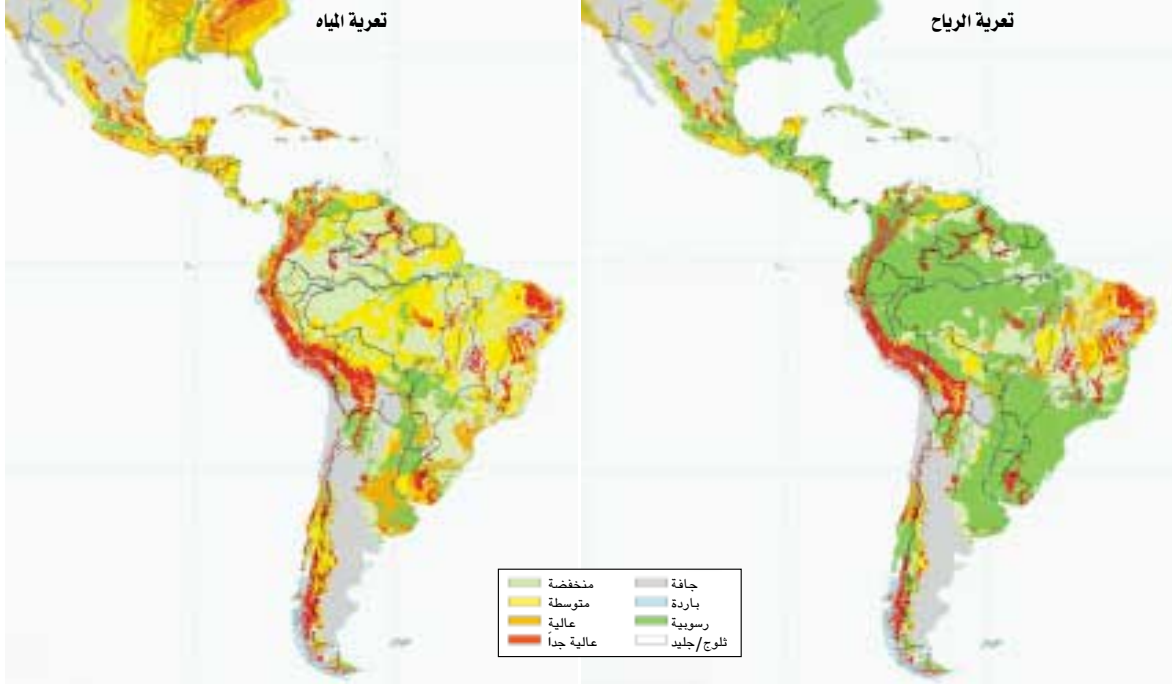 تعرية المياه
تعرية الرياح
جافة
باردة
رسوبية
ثلوج/جليد
منخفضة
متوسطة
عالية
عالية جداً